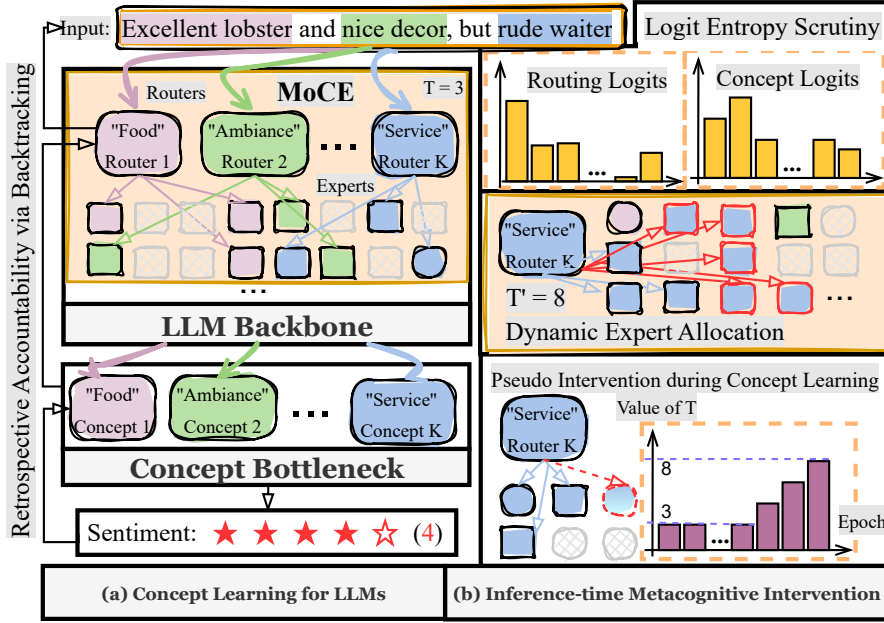 Input: Excellent lobster and nice decor, but rude waiter
Retrospective Accountability via Backtracking
Routers
MoCE
T = 3
"Food"
Router 1
"Ambiance"
Router 2
...
"Service"
Router K
Experts
...
LLM Backbone
"Food"
Concept 1
"Ambiance"
Concept 2
...
"Service"
Concept K
Concept Bottleneck
Sentiment: ★ ★ ★ ★ ☆ (4)
(a) Concept Learning for LLMs
Logit Entropy Scrutiny
Routing Logits
...
Concept Logits
...
"Service"
Router K
T' = 8
...
Dynamic Expert Allocation
Pseudo Intervention during Concept Learning
"Service"
Router K
Value of T
8
3
...
Epoch
(b) Inference-time Metacognitive Intervention